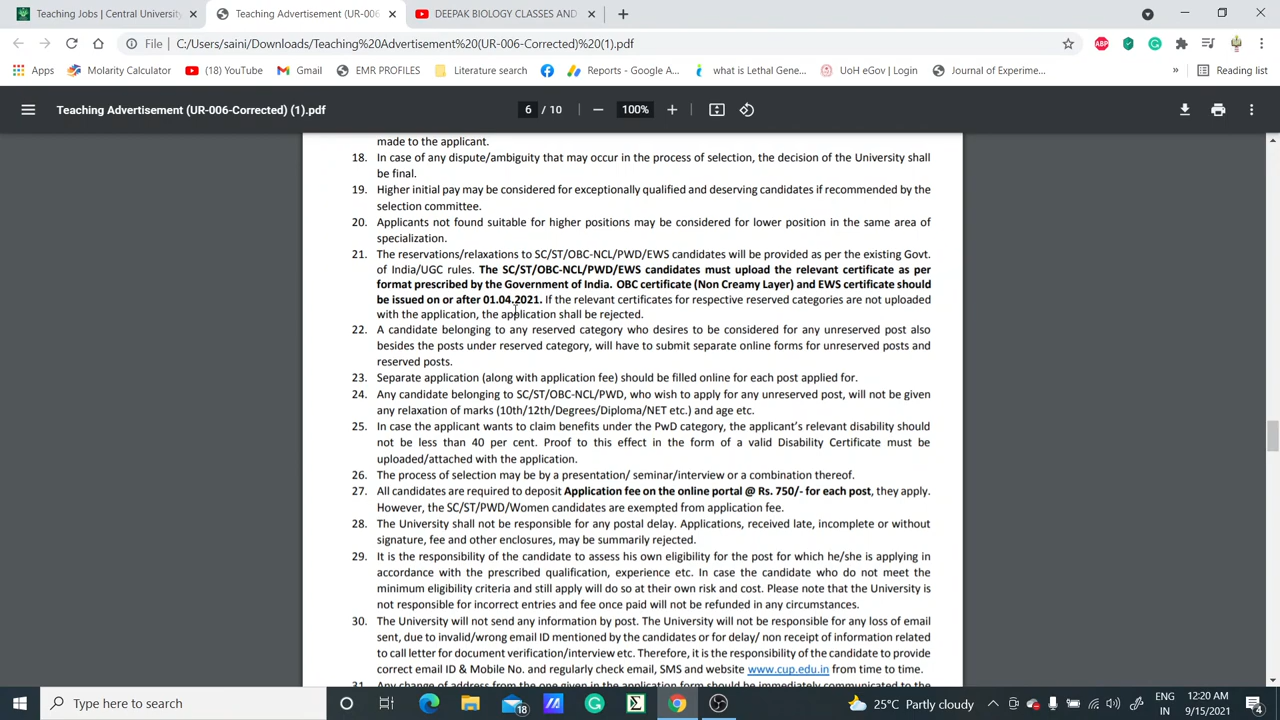 Teaching Jobs | Central University
Teaching Advertisement (UR-006-
DEEPAK BIOLOGY CLASSES AND
File
C:/Users/saini/Downloads/Teaching%20Advertisement%20(UR-006-Corrected)%20(1).pdf
Apps
Molarity Calculator
(18) YouTube
Gmail
EMR PROFILES
Literature search
Reports - Google A...
what is Lethal Gene...
UoH eGov | Login
Journal of Experime...
»
Reading list
Teaching Advertisement (UR-006-Corrected) (1).pdf
6 / 10
100%
made to the applicant.
18. In case of any dispute/ambiguity that may occur in the process of selection, the decision of the University shall
be final.
19. Higher initial pay may be considered for exceptionally qualified and deserving candidates if recommended by the
selection committee.
20. Applicants not found suitable for higher positions may be considered for lower position in the same area of
specialization.
21. The reservations/relaxations to SC/ST/OBC-NCL/PWD/EWS candidates will be provided as per the existing Govt.
of India/UGC rules. The SC/ST/OBC-NCL/PWD/EWS candidates must upload the relevant certificate as per
format prescribed by the Government of India. OBC certificate (Non Creamy Layer) and EWS certificate should
be issued on or after 01.04.2021. If the relevant certificates for respective reserved categories are not uploaded
with the application, the application shall be rejected.
22. A candidate belonging to any reserved category who desires to be considered for any unreserved post also
besides the posts under reserved category, will have to submit separate online forms for unreserved posts and
reserved posts.
23. Separate application (along with application fee) should be filled online for each post applied for.
24. Any candidate belonging to SC/ST/OBC-NCL/PWD, who wish to apply for any unreserved post, will not be given
any relaxation of marks (10th/12th/Degrees/Diploma/NET etc.) and age etc.
25. In case the applicant wants to claim benefits under the PwD category, the applicant's relevant disability should
not be less than 40 per cent. Proof to this effect in the form of a valid Disability Certificate must be
uploaded/attached with the application.
26. The process of selection may be by a presentation/ seminar/interview or a combination thereof.
27. All candidates are required to deposit Application fee on the online portal @ Rs. 750/- for each post, they apply.
However, the SC/ST/PWD/Women candidates are exempted from application fee.
28. The University shall not be responsible for any postal delay. Applications, received late, incomplete or without
signature, fee and other enclosures, may be summarily rejected.
29. It is the responsibility of the candidate to assess his own eligibility for the post for which he/she is applying in
accordance with the prescribed qualification, experience etc. In case the candidate who do not meet the
minimum eligibility criteria and still apply will do so at their own risk and cost. Please note that the University is
not responsible for incorrect entries and fee once paid will not be refunded in any circumstances.
30. The University will not send any information by post. The University will not be responsible for any loss of email
sent, due to invalid/wrong email ID mentioned by the candidates or for delay/ non receipt of information related
to call letter for document verification/interview etc. Therefore, it is the responsibility of the candidate to provide
correct email ID & Mobile No. and regularly check email, SMS and website www.cup.edu.in from time to time.
31. Any change of address from the one given in the application form should be immediately communicated to the
Type here to search
18
25°C Partly cloudy
ENG
IN
12:20 AM
9/15/2021
4